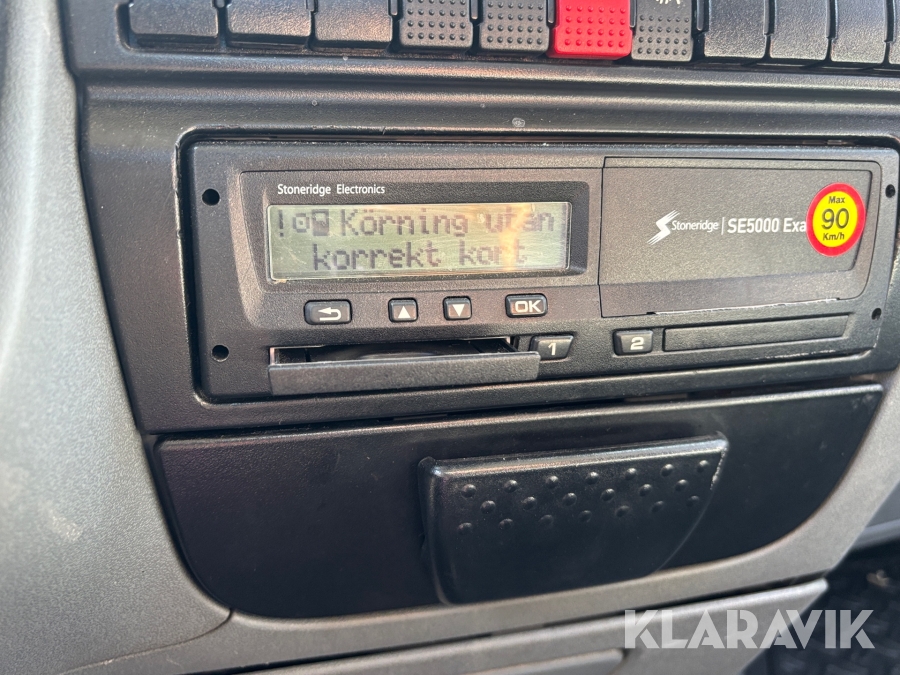 Stoneridge Electronics
! Körning utan
korrekt kort
Stoneridge | SE5000 Exa
Max
90
Km/h
OK
1
2
KLARAVIK